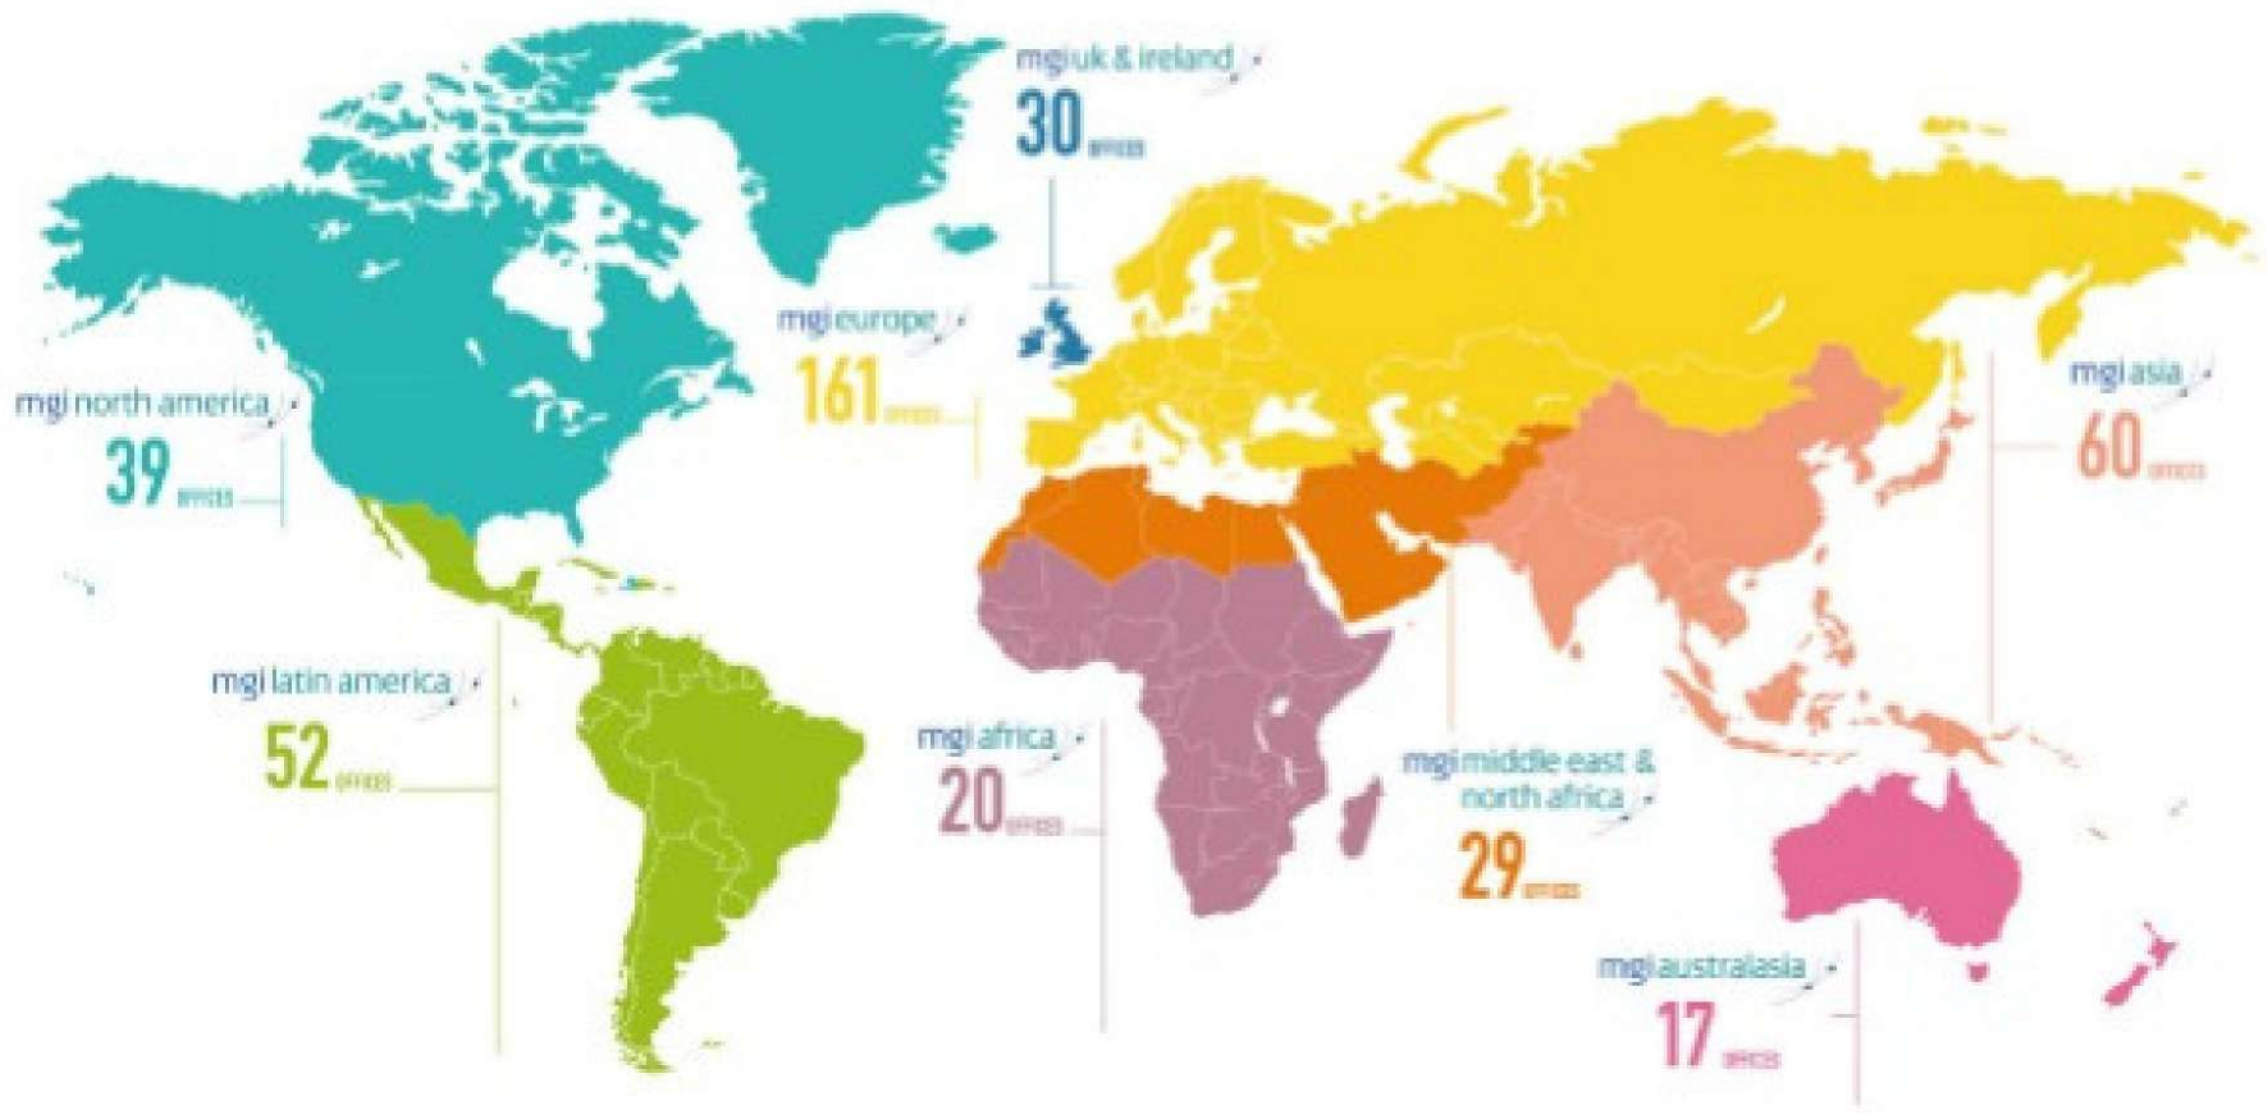 mgi uk & ireland
30 OFFICES
mgi europe
161 OFFICES
mgi north america
39 OFFICES
mgi asia
60 OFFICES
mgi latin america
52 OFFICES
mgi africa
20 OFFICES
mgi middle east &
north africa
29 OFFICES
mgi australasia
17 OFFICES